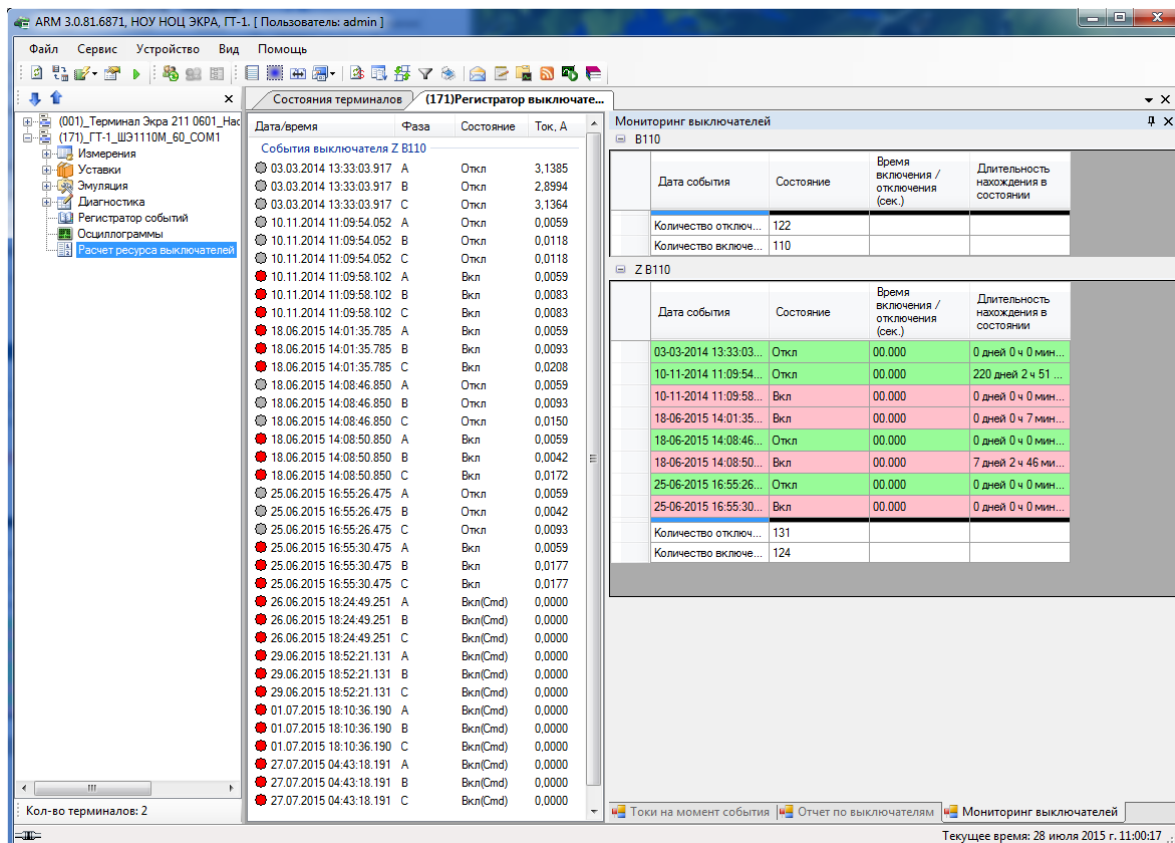 ARM 3.0.81.6871, НОУ НОЦ ЭКРА, ГТ-1. [ Пользователь: admin ]
Файл Сервис Устройство Вид Помощь
Состояния терминалов (171)Регистратор выключате...
(001)_Терминал Экра 211 0601_Нас
(171)_ГТ-1_ШЭ1110М_60_COM1
Измерения
Уставки
Эмуляция
Диагностика
Регистратор событий
Осциллограммы
Расчет ресурса выключателей
Кол-во терминалов: 2
Дата/время Фаза Состояние Ток, А
События выключателя Z В110
03.03.2014 13:33:03.917 A Откл 3,1385
03.03.2014 13:33:03.917 B Откл 2,8994
03.03.2014 13:33:03.917 C Откл 3,1364
10.11.2014 11:09:54.052 A Откл 0,0059
10.11.2014 11:09:54.052 B Откл 0,0118
10.11.2014 11:09:54.052 C Откл 0,0118
10.11.2014 11:09:58.102 A Вкл 0,0059
10.11.2014 11:09:58.102 B Вкл 0,0083
10.11.2014 11:09:58.102 C Вкл 0,0083
18.06.2015 14:01:35.785 A Вкл 0,0059
18.06.2015 14:01:35.785 B Вкл 0,0093
18.06.2015 14:01:35.785 C Вкл 0,0208
18.06.2015 14:08:46.850 A Откл 0,0059
18.06.2015 14:08:46.850 B Откл 0,0093
18.06.2015 14:08:46.850 C Откл 0,0150
18.06.2015 14:08:50.850 A Вкл 0,0059
18.06.2015 14:08:50.850 B Вкл 0,0042
18.06.2015 14:08:50.850 C Вкл 0,0172
25.06.2015 16:55:26.475 A Откл 0,0059
25.06.2015 16:55:26.475 B Откл 0,0042
25.06.2015 16:55:26.475 C Откл 0,0093
25.06.2015 16:55:30.475 A Вкл 0,0059
25.06.2015 16:55:30.475 B Вкл 0,0177
25.06.2015 16:55:30.475 C Вкл 0,0177
26.06.2015 18:24:49.251 A Вкл(Cmd) 0,0000
26.06.2015 18:24:49.251 B Вкл(Cmd) 0,0000
26.06.2015 18:24:49.251 C Вкл(Cmd) 0,0000
29.06.2015 18:52:21.131 A Вкл(Cmd) 0,0000
29.06.2015 18:52:21.131 B Вкл(Cmd) 0,0000
29.06.2015 18:52:21.131 C Вкл(Cmd) 0,0000
01.07.2015 18:10:36.190 A Вкл(Cmd) 0,0000
01.07.2015 18:10:36.190 B Вкл(Cmd) 0,0000
01.07.2015 18:10:36.190 C Вкл(Cmd) 0,0000
27.07.2015 04:43:18.191 A Вкл(Cmd) 0,0000
27.07.2015 04:43:18.191 B Вкл(Cmd) 0,0000
27.07.2015 04:43:18.191 C Вкл(Cmd) 0,0000
Мониторинг выключателей
В110
Дата события Состояние Время включения / отключения (сек.) Длительность нахождения в состоянии
Количество отключ... 122
Количество включе... 110
Z В110
Дата события Состояние Время включения / отключения (сек.) Длительность нахождения в состоянии
03-03-2014 13:33:03... Откл 00.000 0 дней 0 ч 0 мин...
10-11-2014 11:09:54... Откл 00.000 220 дней 2 ч 51 ...
10-11-2014 11:09:58... Вкл 00.000 0 дней 0 ч 0 мин...
18-06-2015 14:01:35... Вкл 00.000 0 дней 0 ч 7 мин...
18-06-2015 14:08:46... Откл 00.000 0 дней 0 ч 0 мин...
18-06-2015 14:08:50... Вкл 00.000 7 дней 2 ч 46 ми...
25-06-2015 16:55:26... Откл 00.000 0 дней 0 ч 0 мин...
25-06-2015 16:55:30... Вкл 00.000 0 дней 0 ч 0 мин...
Количество отключ... 131
Количество включе... 124
Токи на момент события Отчет по выключателям Мониторинг выключателей
Текущее время: 28 июля 2015 г. 11:00:17